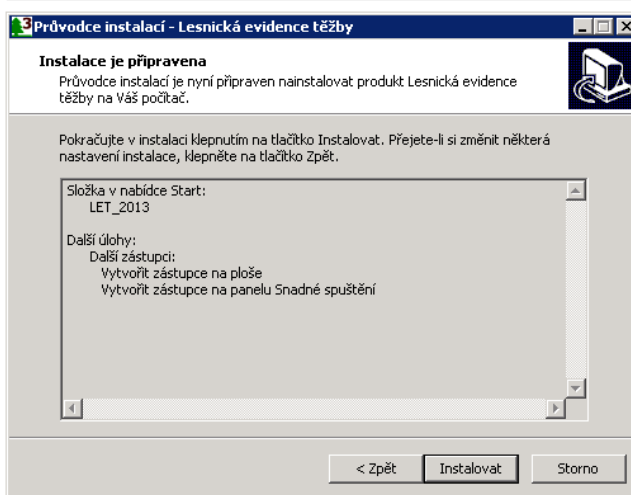 Průvodce instalací - Lesnická evidence těžby
Instalace je připravena
Průvodce instalací je nyní připraven nainstalovat produkt Lesnická evidence
těžby na Váš počítač.
Pokračujte v instalaci klepnutím na tlačítko Instalovat. Přejete-li si změnit některá
nastavení instalace, klepněte na tlačítko Zpět.
Složka v nabídce Start:
LET_2013
Další úlohy:
Další zástupci:
Vytvořit zástupce na ploše
Vytvořit zástupce na panelu Snadné spuštění
< Zpět
Instalovat
Storno